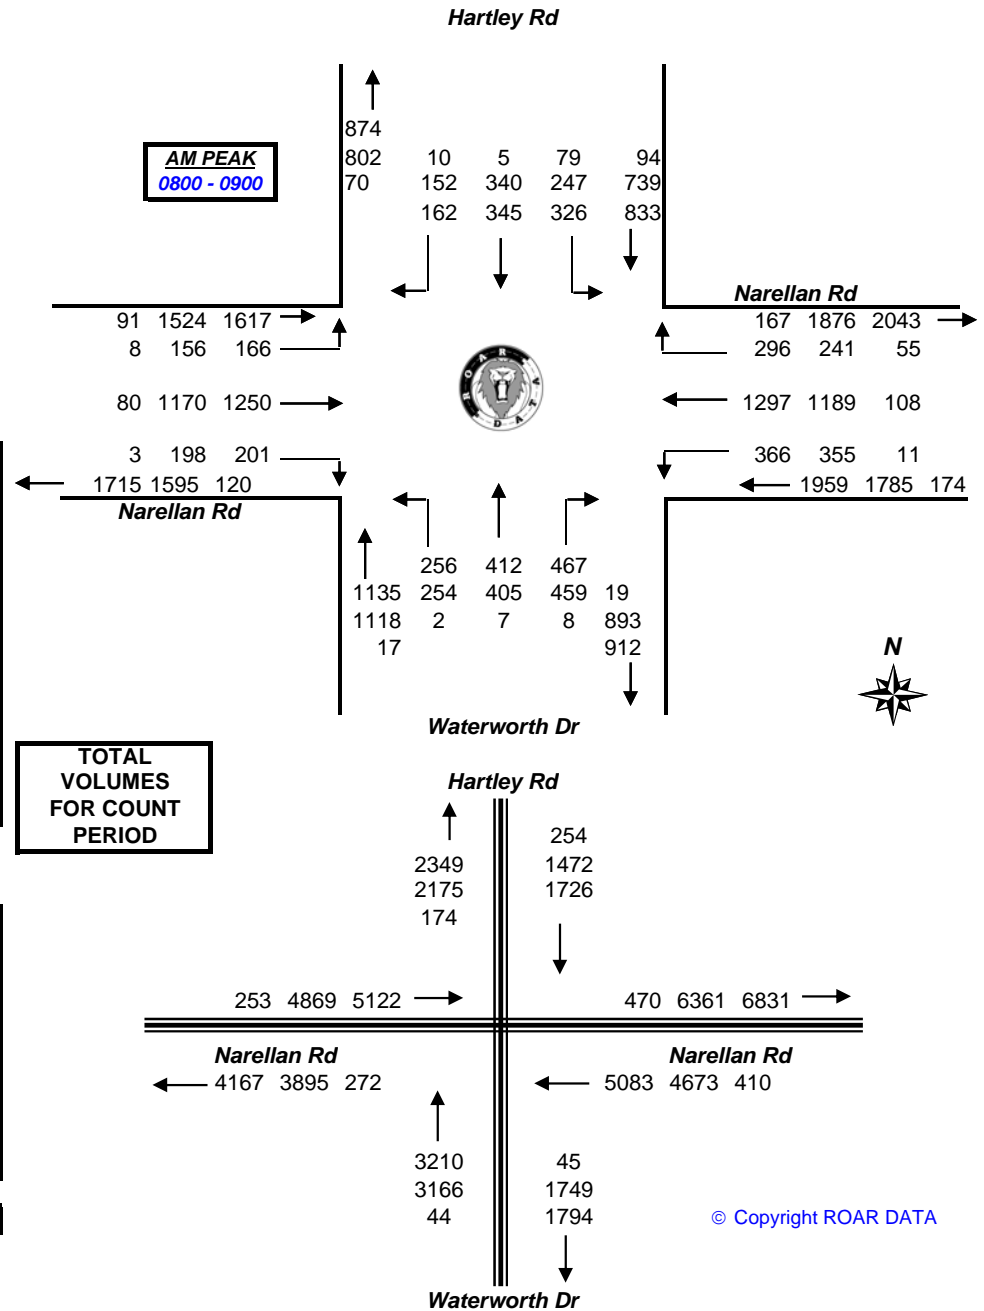 Hartley Rd
874
AM PEAK
802 10 5 79 94
0800 - 0900
70 152 340 247 739
162 345 326 833
Narellan Rd
91 1524 1617
167 1876 2043
8 156 166
296 241 55
ROAR DATA
80 1170 1250
1297 1189 108
3 198 201
366 355 11
1715 1595 120
1959 1785 174
Narellan Rd
256 412 467
1135 254 405 459 19
1118 2 7 8 893
17 912
N
Waterworth Dr
TOTAL
VOLUMES
FOR COUNT
PERIOD
Hartley Rd
254
2349 1472
2175 1726
174
253 4869 5122
470 6361 6831
Narellan Rd
Narellan Rd
4167 3895 272
5083 4673 410
3210 45
3166 1749
44 1794
© Copyright ROAR DATA
Waterworth Dr